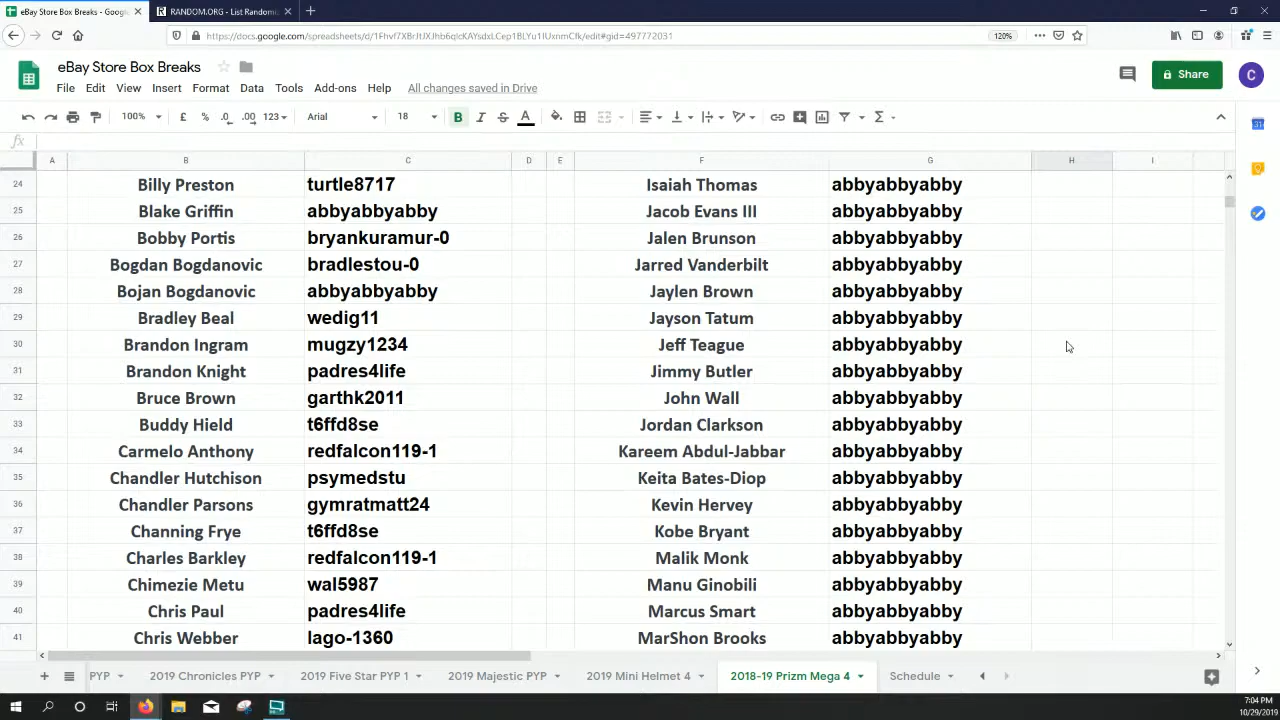 eBay Store Box Breaks - Google
RANDOM.ORG - List Randomi
https://docs.google.com/spreadsheets/d/
120%
eBay Store Box Breaks
File Edit View Insert Format Data Tools Add-ons Help All changes saved in Drive
Share
C
100% £ % .0 .00 123 Arial 18 B I S A
fx
A B C D E F G H I
24 Billy Preston turtle8717 Isaiah Thomas abbyabbyabby
25 Blake Griffin abbyabbyabby Jacob Evans III abbyabbyabby
26 Bobby Portis bryankuramur-0 Jalen Brunson abbyabbyabby
27 Bogdan Bogdanovic bradlestou-0 Jarred Vanderbilt abbyabbyabby
28 Bojan Bogdanovic abbyabbyabby Jaylen Brown abbyabbyabby
29 Bradley Beal wedig11 Jayson Tatum abbyabbyabby
30 Brandon Ingram mugzy1234 Jeff Teague abbyabbyabby
31 Brandon Knight padres4life Jimmy Butler abbyabbyabby
32 Bruce Brown garthk2011 John Wall abbyabbyabby
33 Buddy Hield t6ffd8se Jordan Clarkson abbyabbyabby
34 Carmelo Anthony redfalcon119-1 Kareem Abdul-Jabbar abbyabbyabby
35 Chandler Hutchison psymedstu Keita Bates-Diop abbyabbyabby
36 Chandler Parsons gymratmatt24 Kevin Hervey abbyabbyabby
37 Channing Frye t6ffd8se Kobe Bryant abbyabbyabby
38 Charles Barkley redfalcon119-1 Malik Monk abbyabbyabby
39 Chimezie Metu wal5987 Manu Ginobili abbyabbyabby
40 Chris Paul padres4life Marcus Smart abbyabbyabby
41 Chris Webber lago-1360 MarShon Brooks abbyabbyabby
PYP 2019 Chronicles PYP 2019 Five Star PYP 1 2019 Majestic PYP 2019 Mini Helmet 4 2018-19 Prizm Mega 4 Schedule
7:04 PM
10/29/2019